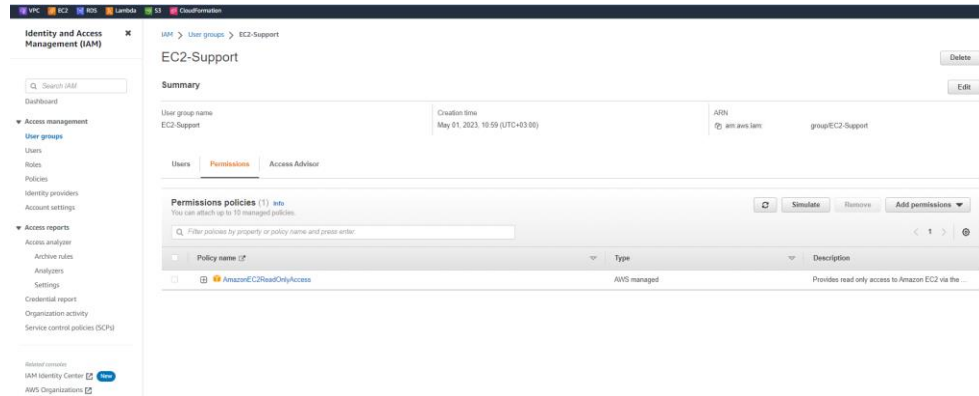 VPC EC2 RDS Lambda S3 CloudFormation
Identity and Access Management (IAM)
Search IAM
Dashboard
Access management
User groups
Users
Roles
Policies
Identity providers
Account settings
Access reports
Access analyzer
Archive rules
Analyzers
Settings
Credential report
Organization activity
Service control policies (SCPs)
Related consoles
IAM Identity Center New
AWS Organizations
IAM > User groups > EC2-Support
EC2-Support
Delete
Summary
Edit
User group name
EC2-Support
Creation time
May 01, 2023, 10:59 (UTC+03:00)
ARN
arn:aws:iam: group/EC2-Support
Users Permissions Access Advisor
Permissions policies (1) Info
You can attach up to 10 managed policies.
Simulate Remove Add permissions
Filter policies by property or policy name and press enter
1
Policy name Type Description
AmazonEC2ReadOnlyAccess AWS managed Provides read only access to Amazon EC2 via the ...